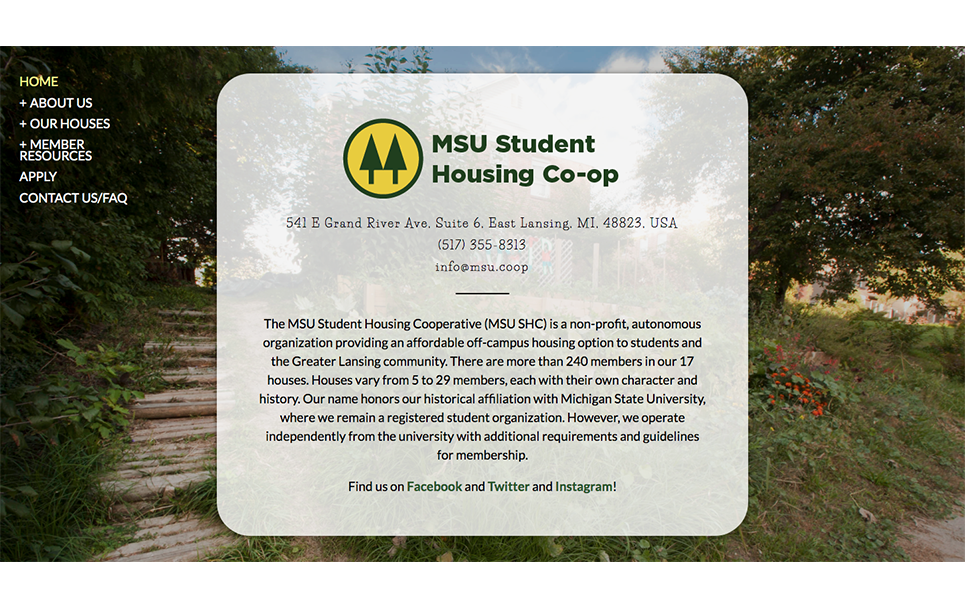 HOME
+ ABOUT US
+ OUR HOUSES
+ MEMBER
RESOURCES
APPLY
CONTACT US/FAQ
MSU Student
Housing Co-op
541 E Grand River Ave, Suite 6, East Lansing, MI, 48823, USA
(517) 355-8313
info@msu.coop
The MSU Student Housing Cooperative (MSU SHC) is a non-profit, autonomous
organization providing an affordable off-campus housing option to students and
the Greater Lansing community. There are more than 240 members in our 17
houses. Houses vary from 5 to 29 members, each with their own character and
history. Our name honors our historical affiliation with Michigan State University,
where we remain a registered student organization. However, we operate
independently from the university with additional requirements and guidelines
for membership.
Find us on Facebook and Twitter and Instagram!